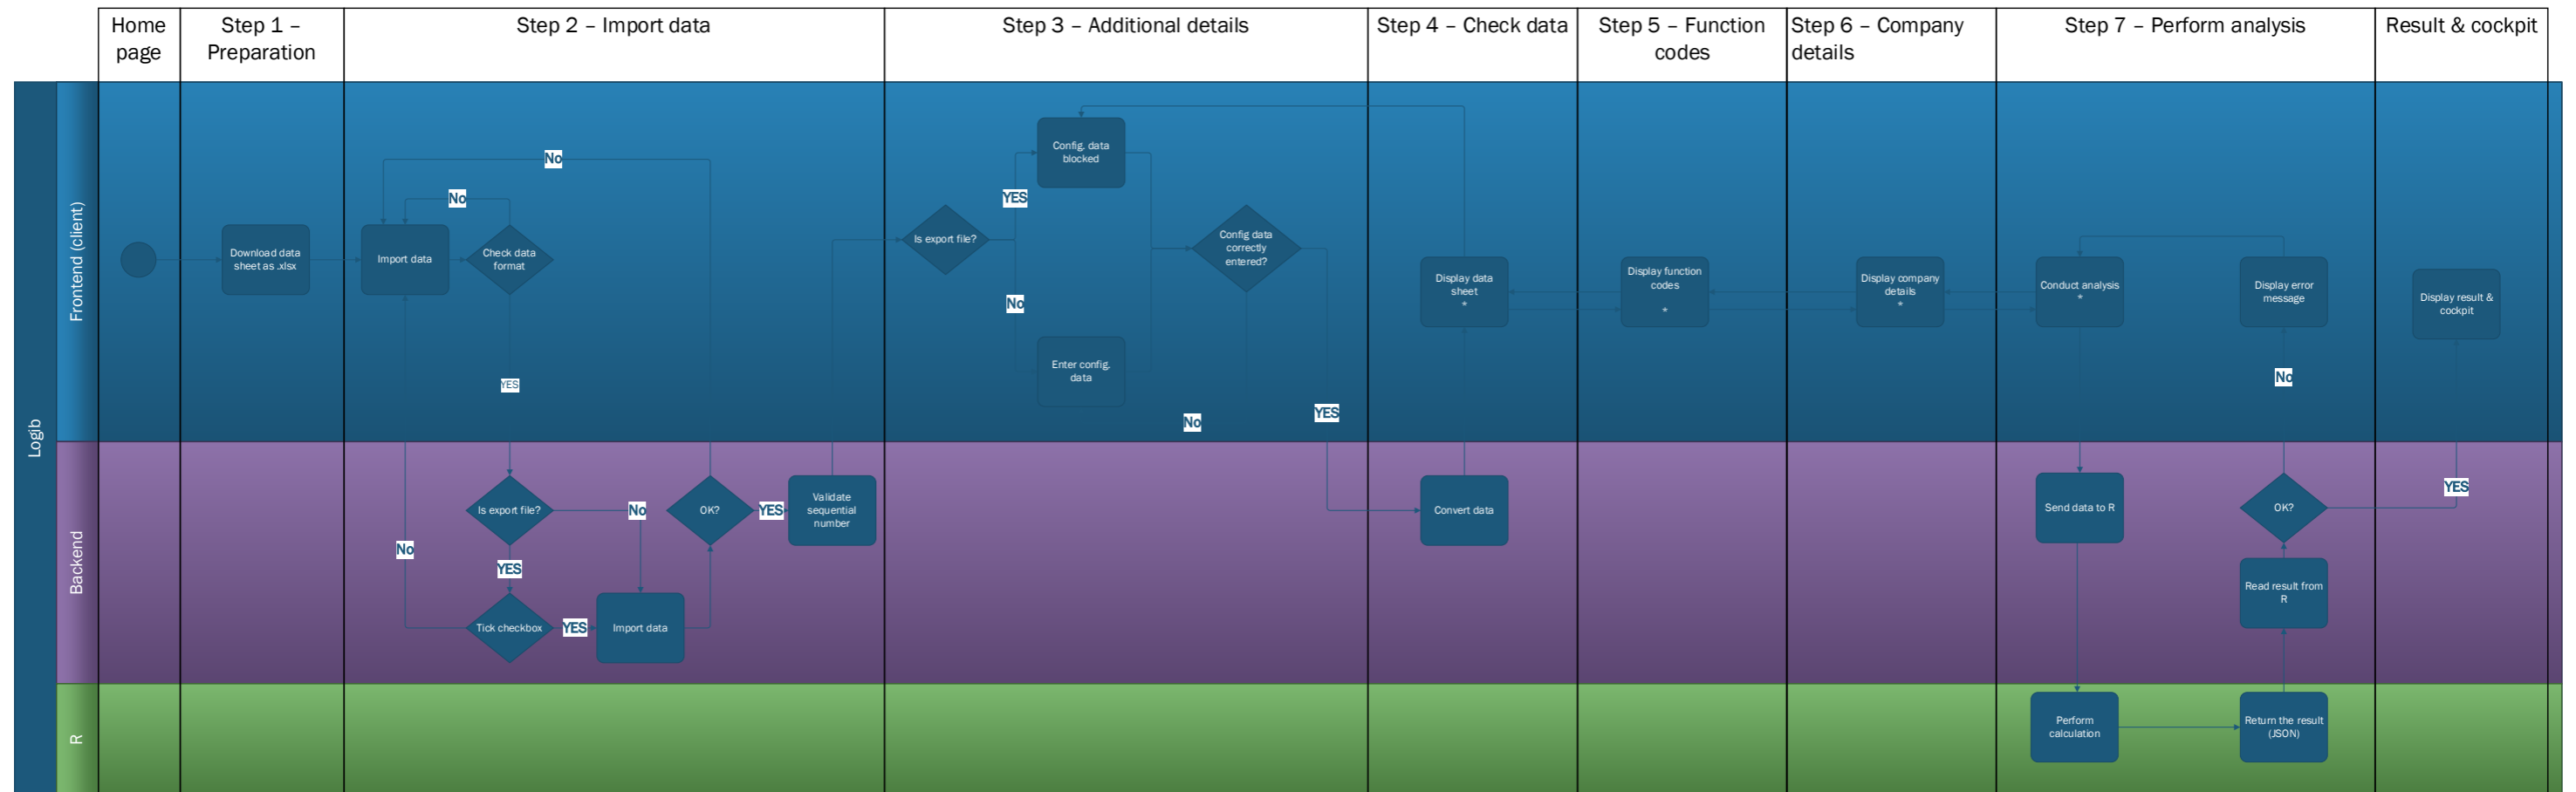 Home
page
Step 1 –
Preparation
Step 2 – Import data
Step 3 – Additional details
Step 4 – Check data
Step 5 – Function
codes
Step 6 – Company
details
Step 7 – Perform analysis
Result & cockpit
Logib
Frontend (client)
Download data
sheet as .xlsx
Import data
Check data
format
No
No
YES
Is export file?
YES
No
Config. data
blocked
Enter config.
data
Config data
correctly
entered?
No
YES
Display data
sheet
*
Display function
codes
*
Display company
details
*
Conduct analysis
*
Display error
message
No
Display result &
cockpit
Backend
Is export file?
No
YES
No
Tick checkbox
YES
Import data
OK?
YES
Validate
sequential
number
Convert data
Send data to R
OK?
YES
Read result from
R
R
Perform
calculation
Return the result
(JSON)